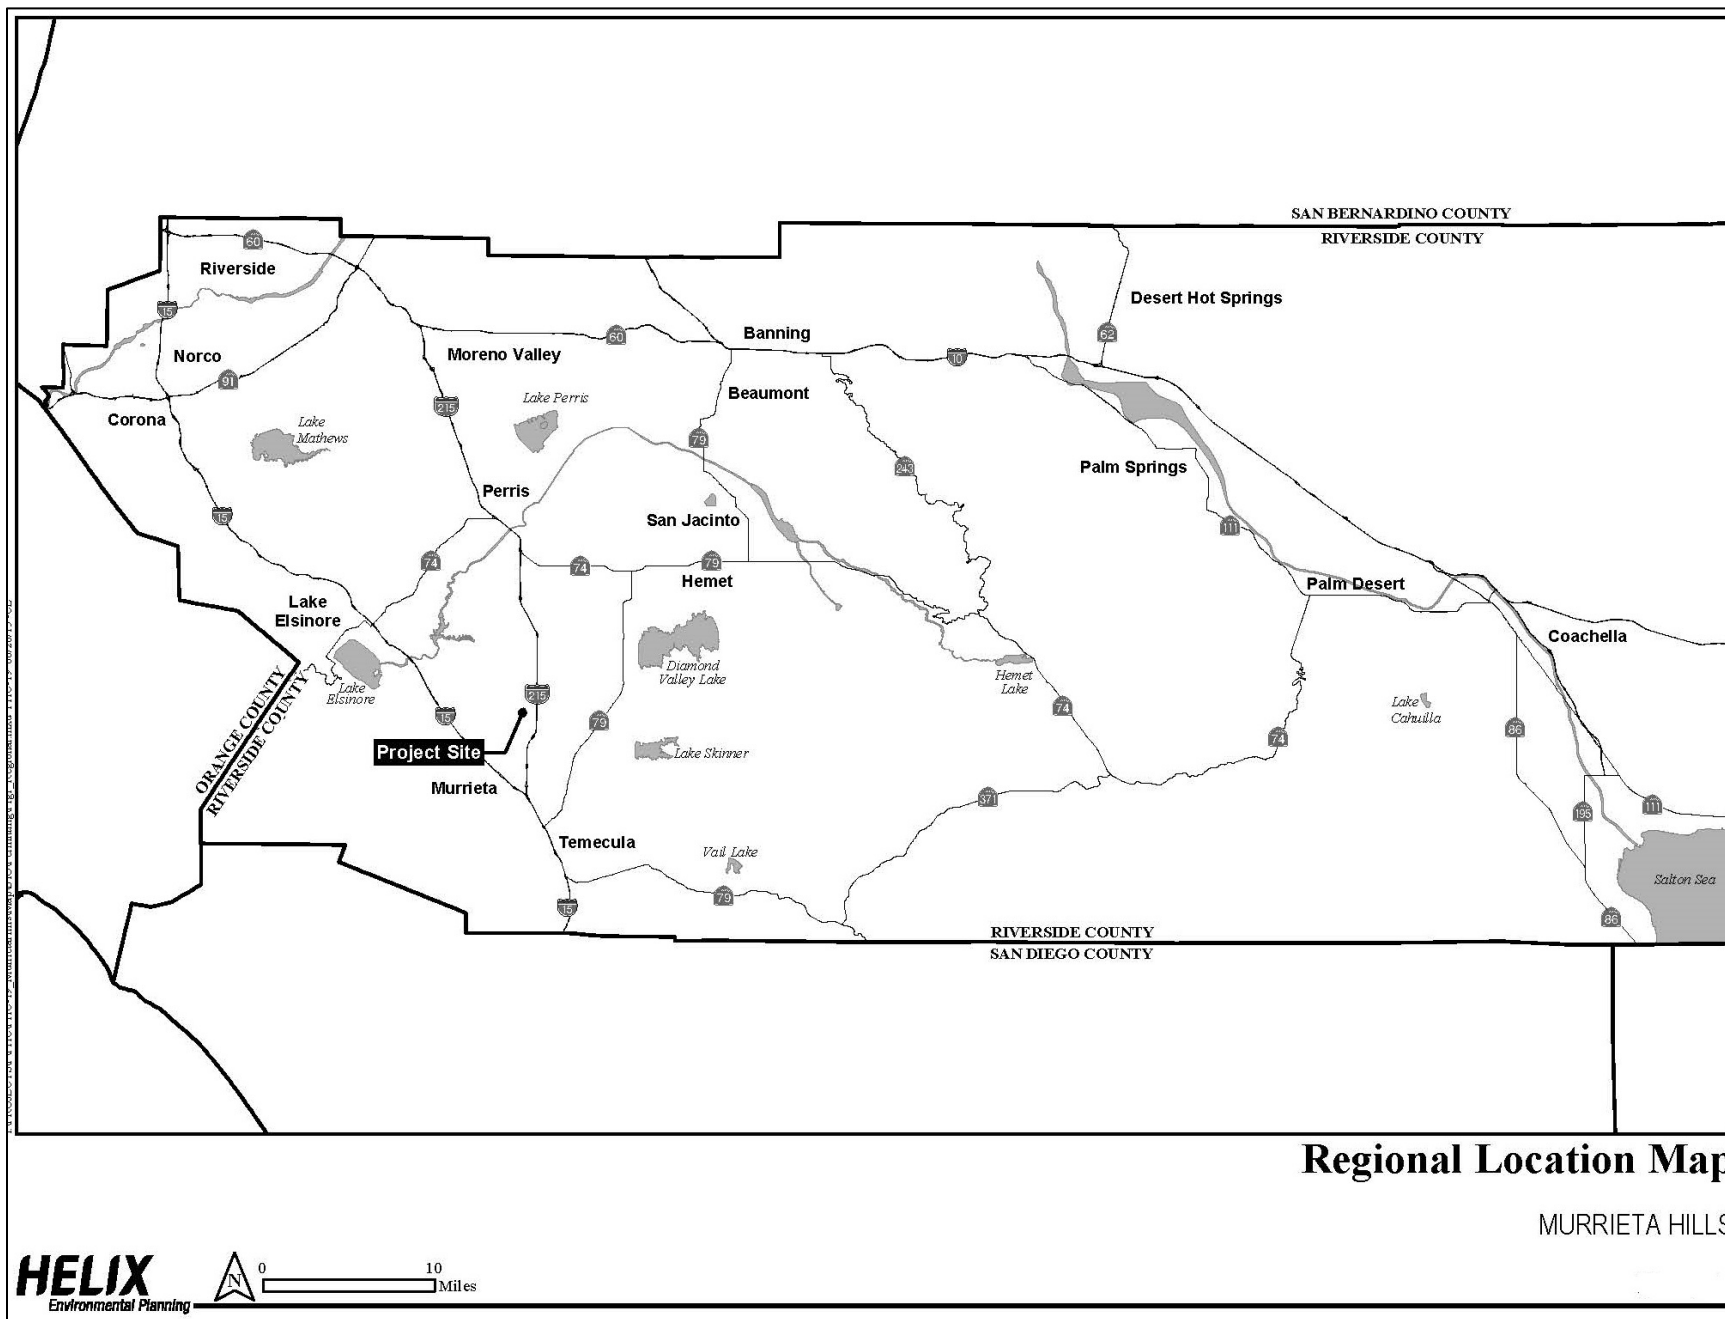 SAN BERNARDINO COUNTY
RIVERSIDE COUNTY
60
Riverside
15
Desert Hot Springs
62
Norco
91
Moreno Valley
60
Banning
10
Corona
Lake
Mathews
215
Lake Perris
Beaumont
79
243
Palm Springs
111
15
Perris
San Jacinto
74
74
79
Hemet
Palm Desert
Lake
Elsinore
Coachella
Lake
Elsinore
Diamond
Valley Lake
Hemet
Lake
Lake
Cahuilla
ORANGE COUNTY
RIVERSIDE COUNTY
15
215
79
74
74
86
Project Site
Lake Skinner
Murrieta
371
195
111
Temecula
Vail Lake
79
15
Salton Sea
86
RIVERSIDE COUNTY
SAN DIEGO COUNTY
Regional Location Map
MURRIETA HILLS
HELIX
Environmental Planning
N
0 10
Miles